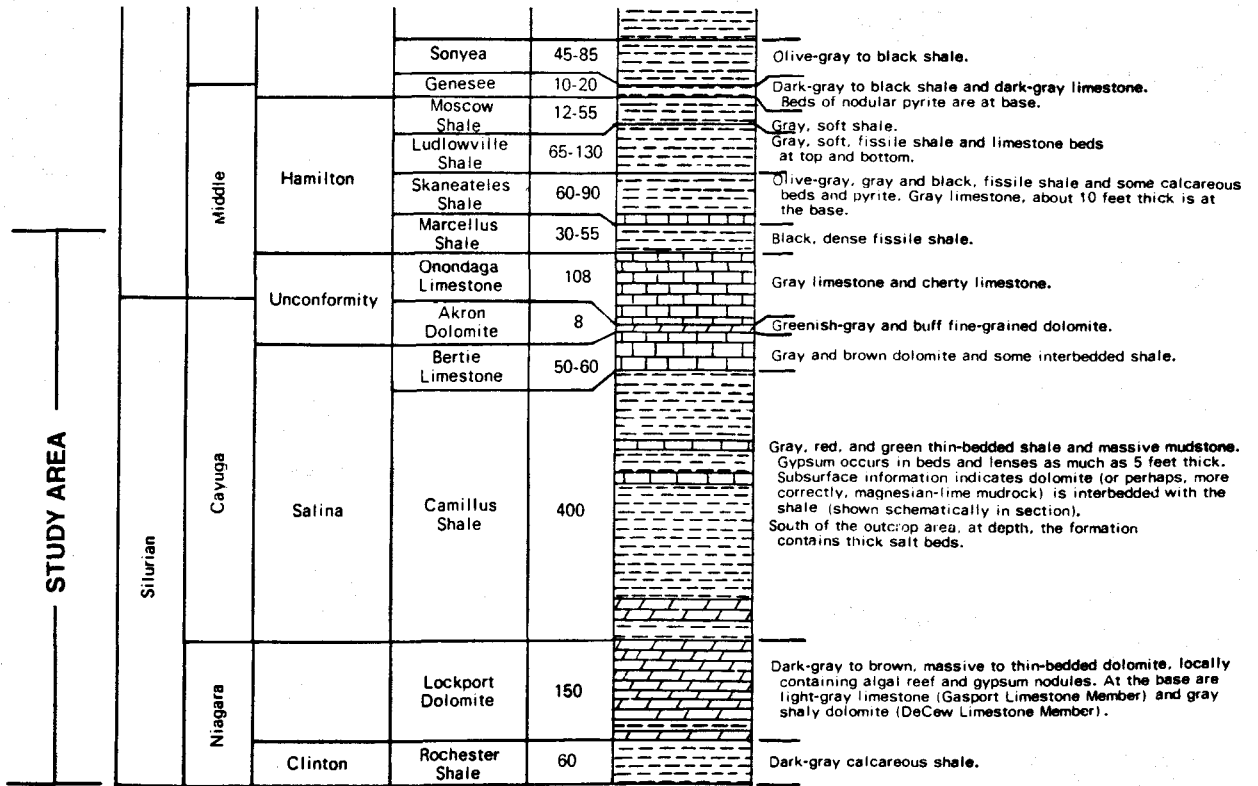 Sonyea 45-85 Olive-gray to black shale.
Genesee 10-20 Dark-gray to black shale and dark-gray limestone.
Beds of nodular pyrite are at base.
Moscow
Shale 12-55 Gray, soft shale.
Ludlowville
Shale 65-130 Gray, soft, fissile shale and limestone beds
at top and bottom.
Middle
Hamilton
Skaneateles
Shale 60-90 Olive-gray, gray and black, fissile shale and some calcareous
beds and pyrite. Gray limestone, about 10 feet thick is at
the base.
Marcellus
Shale 30-55 Black, dense fissile shale.
Unconformity
Onondaga
Limestone 108 Gray limestone and cherty limestone.
Akron
Dolomite 8 Greenish-gray and buff fine-grained dolomite.
Bertie
Limestone 50-60 Gray and brown dolomite and some interbedded shale.
STUDY AREA
Silurian
Cayuga
Salina
Camillus
Shale 400 Gray, red, and green thin-bedded shale and massive mudstone.
Gypsum occurs in beds and lenses as much as 5 feet thick.
Subsurface information indicates dolomite (or perhaps, more
correctly, magnesian-lime mudrock) is interbedded with the
shale (shown schematically in section).
South of the outcrop area, at depth, the formation
contains thick salt beds.
Niagara
Lockport
Dolomite 150 Dark-gray to brown, massive to thin-bedded dolomite, locally
containing algal reef and gypsum nodules. At the base are
light-gray limestone (Gasport Limestone Member) and gray
shaly dolomite (DeCew Limestone Member).
Clinton
Rochester
Shale 60 Dark-gray calcareous shale.